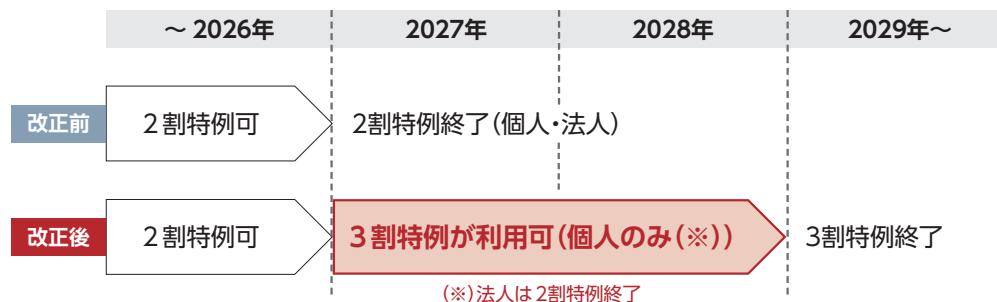 ～ 2026年 2027年 2028年 2029年～
改正前 2割特例可 2割特例終了（個人・法人）
改正後 2割特例可 3割特例が利用可（個人のみ（※）） 3割特例終了
（※）法人は2割特例終了